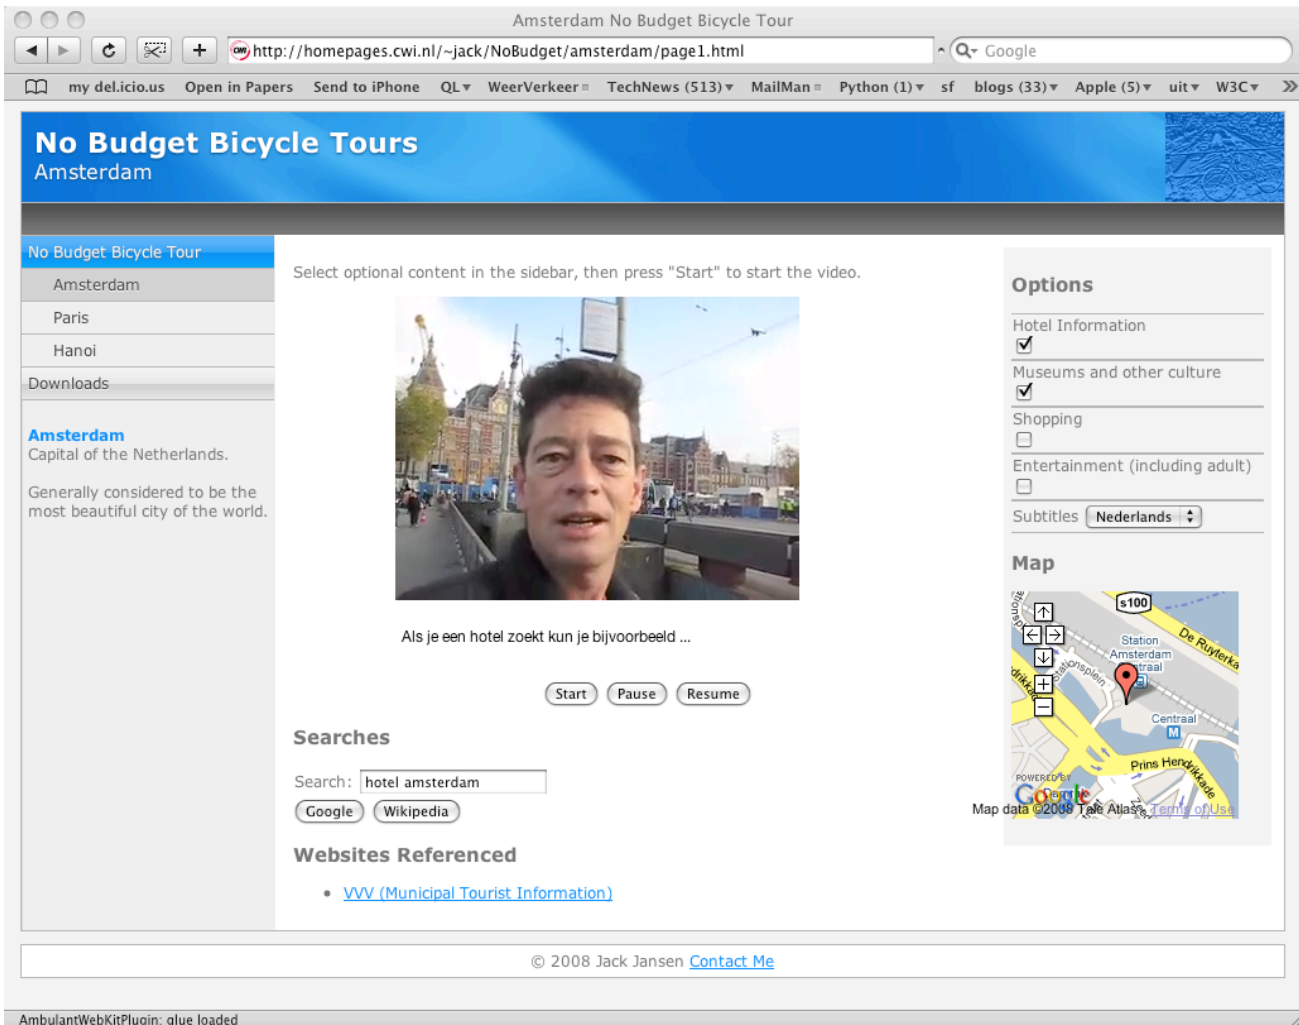 Amsterdam No Budget Bicycle Tour
http://homepages.cwi.nl/~jack/NoBudget/amsterdam/page1.html
Google
my del.icio.us Open in Papers Send to iPhone QL WeerVerkeer TechNews (513) MailMan Python (1) sf blogs (33) Apple (5) uit W3C
No Budget Bicycle Tours
Amsterdam
No Budget Bicycle Tour
Amsterdam
Paris
Hanoi
Downloads
Amsterdam
Capital of the Netherlands.
Generally considered to be the
most beautiful city of the world.
Select optional content in the sidebar, then press "Start" to start the video.
Als je een hotel zoekt kun je bijvoorbeeld ...
Start Pause Resume
Searches
Search: hotel amsterdam
Google Wikipedia
Websites Referenced
VVV (Municipal Tourist Information)
Options
Hotel Information
Museums and other culture
Shopping
Entertainment (including adult)
Subtitles Nederlands
Map
s100
De Ruyterka
Station
Amsterdam
Stationsplein
Centraal
M
Prins Hendrikkade
POWERED BY
Google
Map data ©2008 Tele Atlas Terms of Use
© 2008 Jack Jansen Contact Me
AmbulantWebKitPlugin: glue loaded